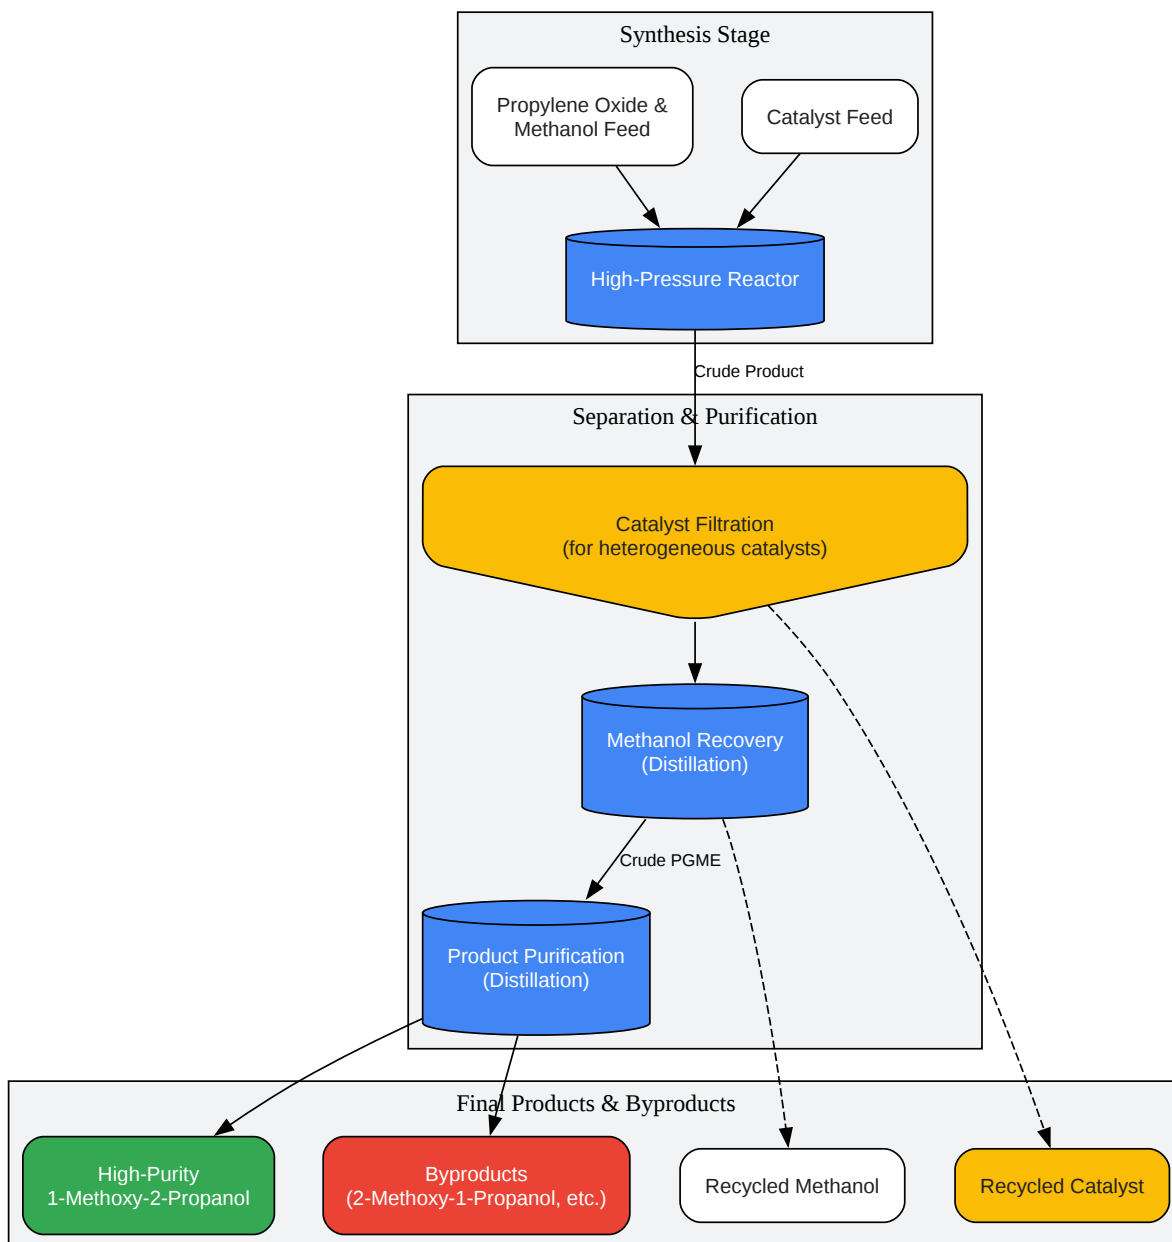 Synthesis Stage
Propylene Oxide &
Methanol Feed
Catalyst Feed
High-Pressure Reactor
Crude Product
Separation & Purification
Catalyst Filtration
(for heterogeneous catalysts)
Methanol Recovery
(Distillation)
Crude PGME
Product Purification
(Distillation)
Final Products & Byproducts
High-Purity
1-Methoxy-2-Propanol
Byproducts
(2-Methoxy-1-Propanol, etc.)
Recycled Methanol
Recycled Catalyst